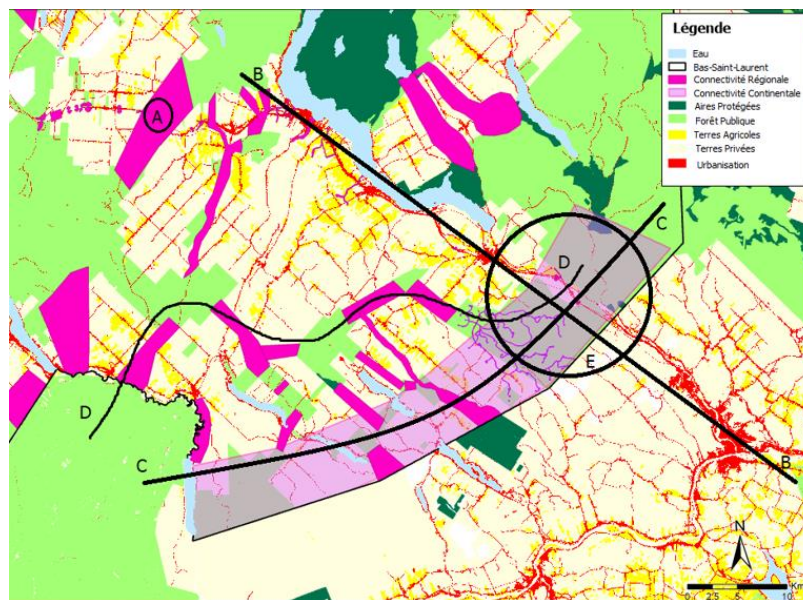 Légende
Eau
Bas-Saint-Laurent
Connectivité Régionale
Connectivité Continentale
Aires Protégées
Forêt Publique
Terres Agricoles
Terres Privées
Urbanisation
B
A
C
D
E
D
C
B
N
0 2,5 5 10
Km